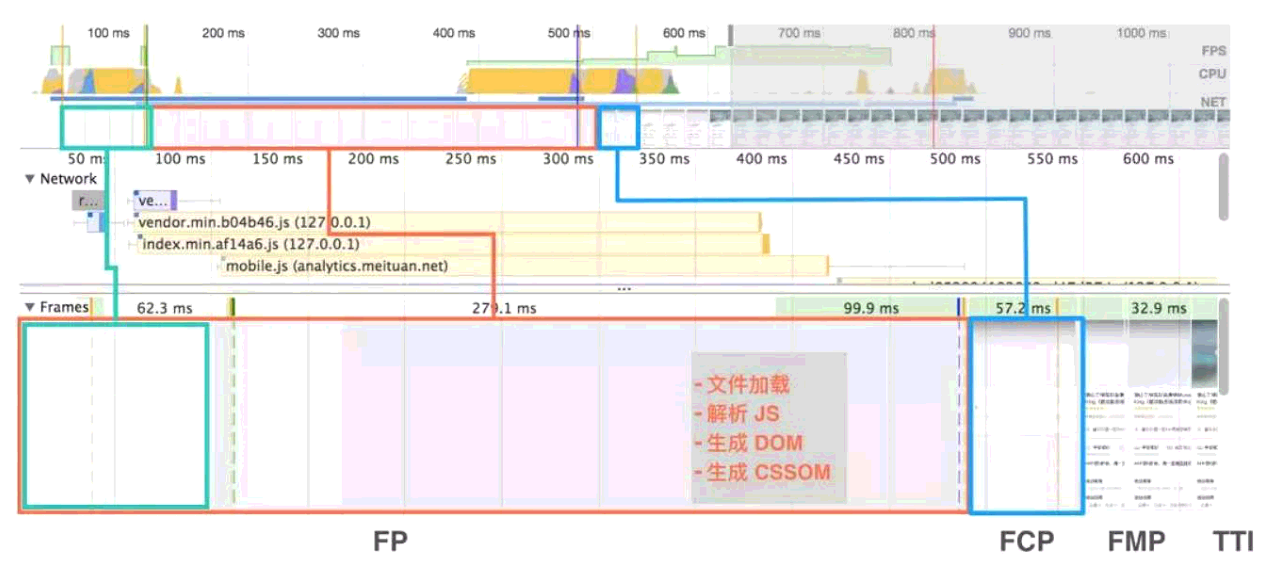 100 ms 200 ms 300 ms 400 ms 500 ms 600 ms 700 ms 800 ms 900 ms 1000 ms
FPS
CPU
NET
50 ms 100 ms 150 ms 200 ms 250 ms 300 ms 350 ms 400 ms 450 ms 500 ms 550 ms 600 ms
▼ Network
r... ve...
vendor.min.b04b46.js (127.0.0.1)
index.min.af14a6.js (127.0.0.1)
mobile.js (analytics.meituan.net)
...
▼ Frames 62.3 ms 279.1 ms 99.9 ms 57.2 ms 32.9 ms
- 文件加载
- 解析 JS
- 生成 DOM
- 生成 CSSOM
FP FCP FMP TTI